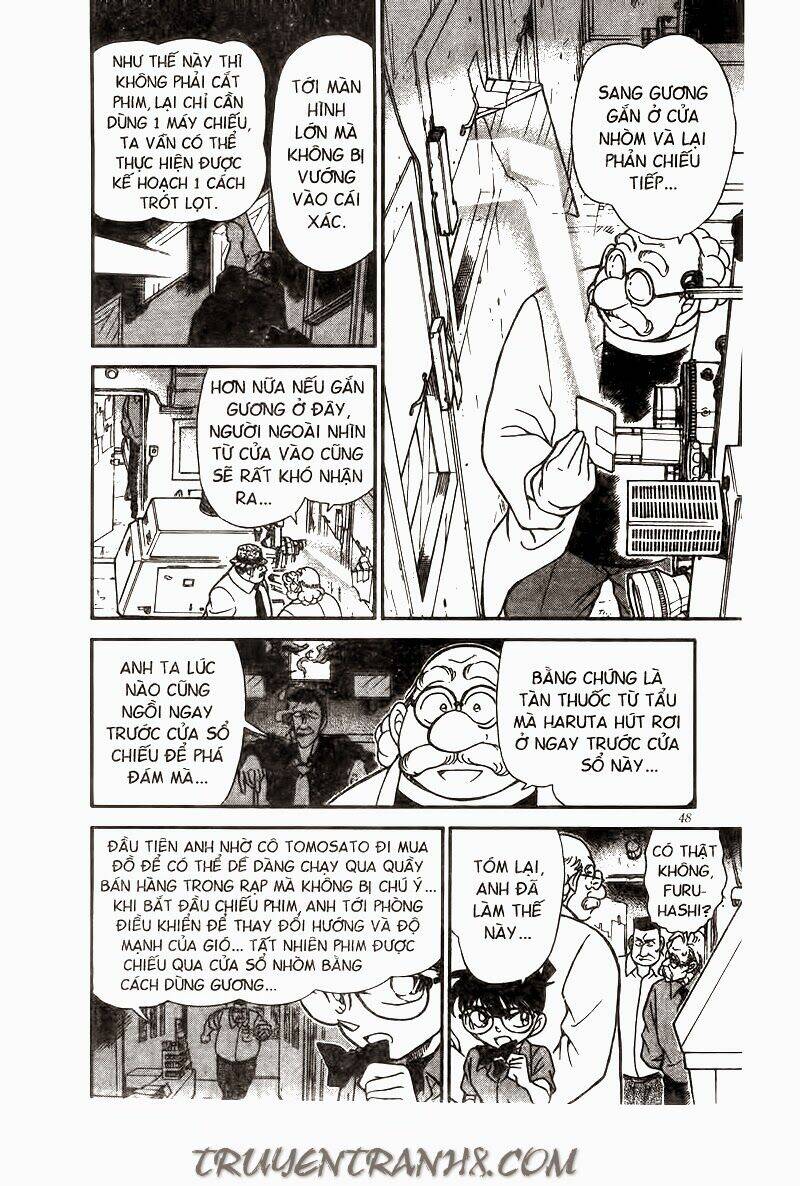 SANG GƯƠNG
GẮN Ở CỬA
NHÒM VÀ LẠI
PHẢN CHIẾU
TIẾP...
TỚI MÀN
HÌNH
LỚN MÀ
KHÔNG BỊ
VƯỚNG
VÀO CÁI
XÁC.
NHƯ THẾ NÀY THÌ
KHÔNG PHẢI CẮT
PHIM, LẠI CHỈ CẦN
DÙNG 1 MÁY CHIẾU,
TA VẪN CÓ THỂ
THỰC HIỆN ĐƯỢC
KẾ HOẠCH 1 CÁCH
TRÓT LỌT.
HƠN NỮA NẾU GẮN
GƯƠNG Ở ĐÂY,
NGƯỜI NGOÀI NHÌN
TỪ CỬA VÀO CŨNG
SẼ RẤT KHÓ NHẬN
RA...
BẰNG CHỨNG LÀ
TÀN THUỐC TỪ TẨU
MÀ HARUTA HÚT RƠI
Ở NGAY TRƯỚC CỬA
SỔ NÀY...
ANH TA LÚC
NÀO CŨNG
NGỒI NGAY
TRƯỚC CỬA SỔ
CHIẾU ĐỂ PHÁ
ĐÁM MÀ...
48
CÓ THẬT
KHÔNG,
FURU-
HASHI?
TÓM LẠI,
ANH ĐÃ
LÀM THẾ
NÀY...
ĐẦU TIÊN ANH NHỜ CÔ TOMOSATO ĐI MUA
ĐỒ ĐỂ CÓ THỂ DỄ DÀNG CHẠY QUA QUẦY
BÁN HÀNG TRONG RẠP MÀ KHÔNG BỊ CHÚ Ý...
KHI BẮT ĐẦU CHIẾU PHIM, ANH TỚI PHÒNG
ĐIỀU KHIỂN ĐỂ THAY ĐỔI HƯỚNG VÀ ĐỘ
MẠNH CỦA GIÓ... TẤT NHIÊN PHIM ĐƯỢC
CHIẾU QUA CỬA SỔ NHÒM BẰNG
CÁCH DÙNG GƯƠNG...
TRUYENTRANH8.COM